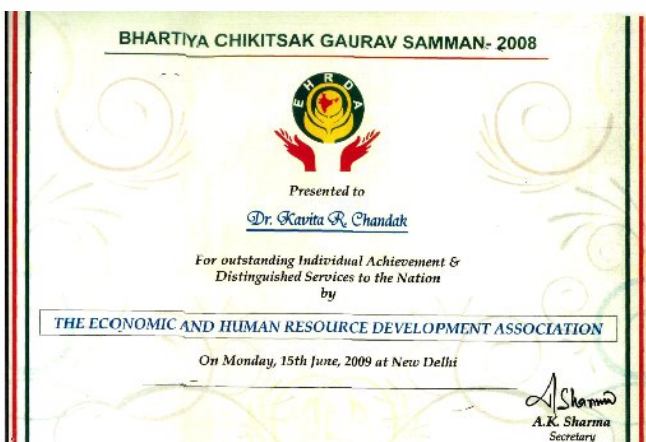 BHARTIYA CHIKITSAK GAURAV SAMMAN- 2008
EHRDA
Presented to
Dr. Kavita R. Chandak
For outstanding Individual Achievement &
Distinguished Services to the Nation
by
THE ECONOMIC AND HUMAN RESOURCE DEVELOPMENT ASSOCIATION
On Monday, 15th June, 2009 at New Delhi
A Sharma
A.K. Sharma
Secretary